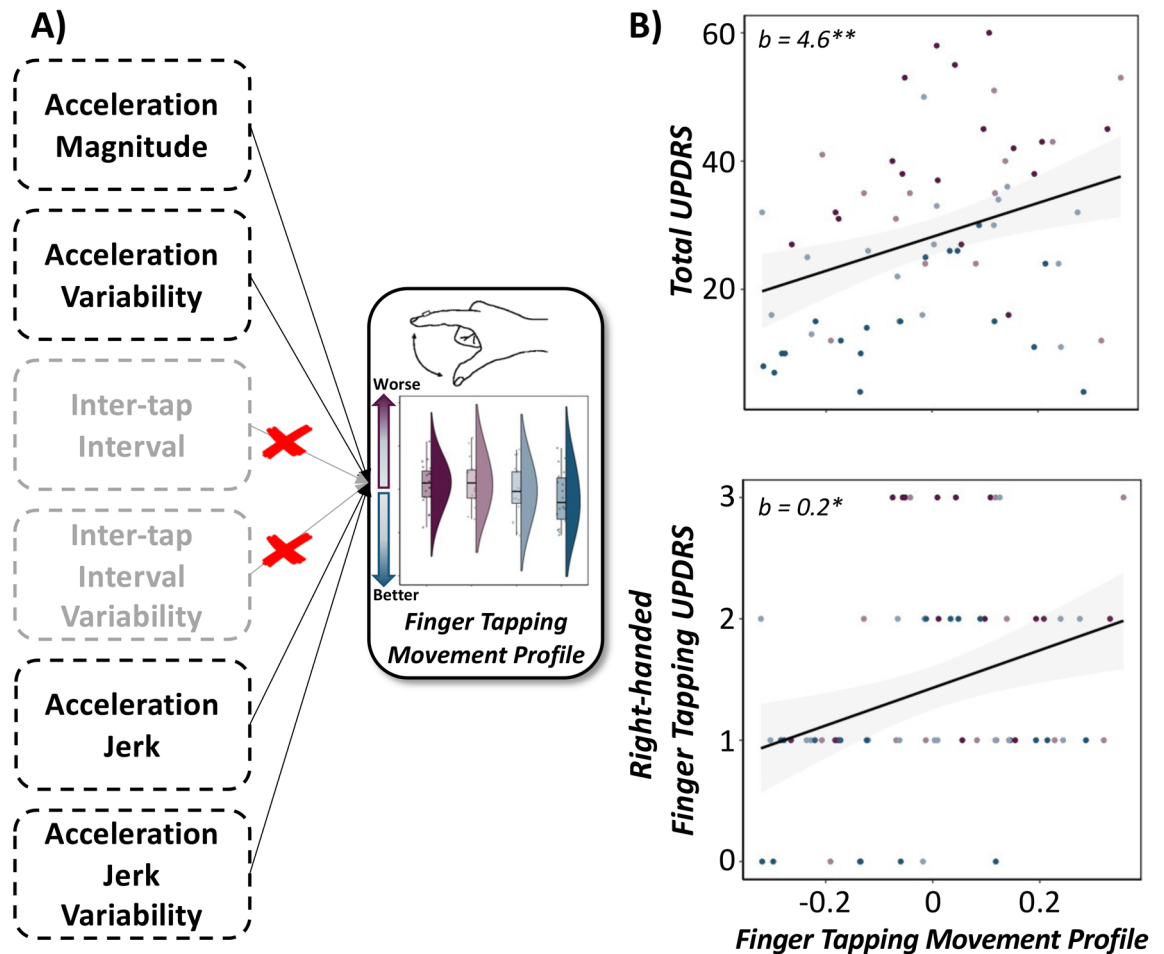 A)
Acceleration
Magnitude
Acceleration
Variability
Inter-tap
Interval
Inter-tap
Interval
Variability
Acceleration
Jerk
Acceleration
Jerk
Variability
Worse
Better
Finger Tapping
Movement Profile
B)
b = 4.6**
Total UPDRS
60
40
20
b = 0.2*
Right-handed
Finger Tapping UPDRS
3
2
1
0
-0.2
0
0.2
Finger Tapping Movement Profile